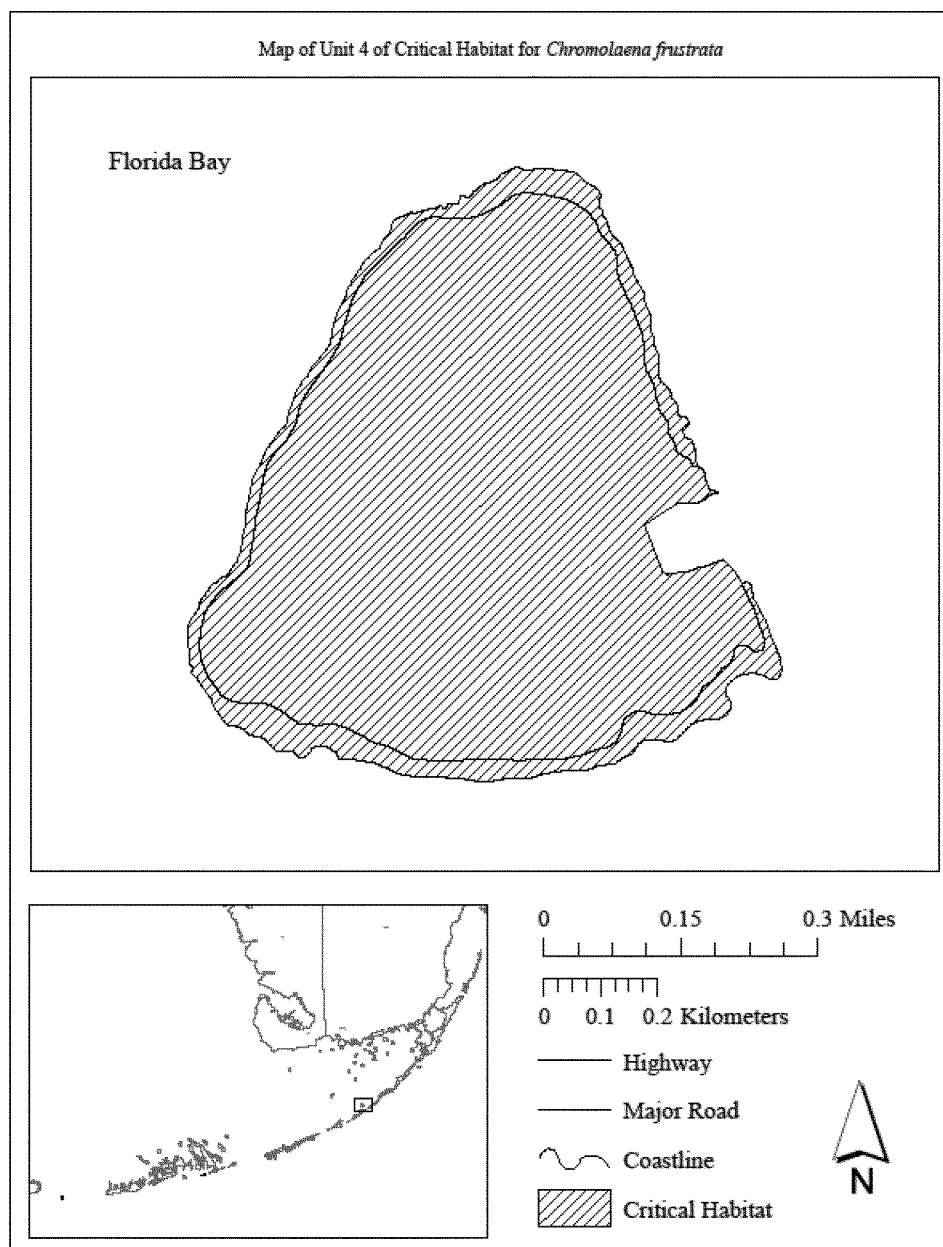 Map of Unit 4 of Critical Habitat for Chromolaena frustrata
Florida Bay
0 0.15 0.3 Miles
0 0.1 0.2 Kilometers
Highway
Major Road
Coastline
Critical Habitat
N